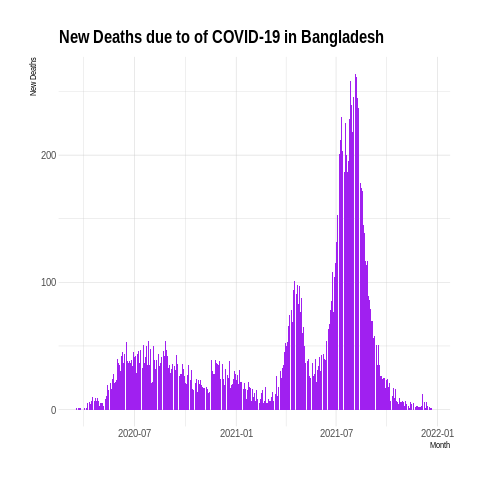 New Deaths due to of COVID-19 in Bangladesh
New Deaths
200
100
0
2020-07 2021-01 2021-07 2022-01
Month